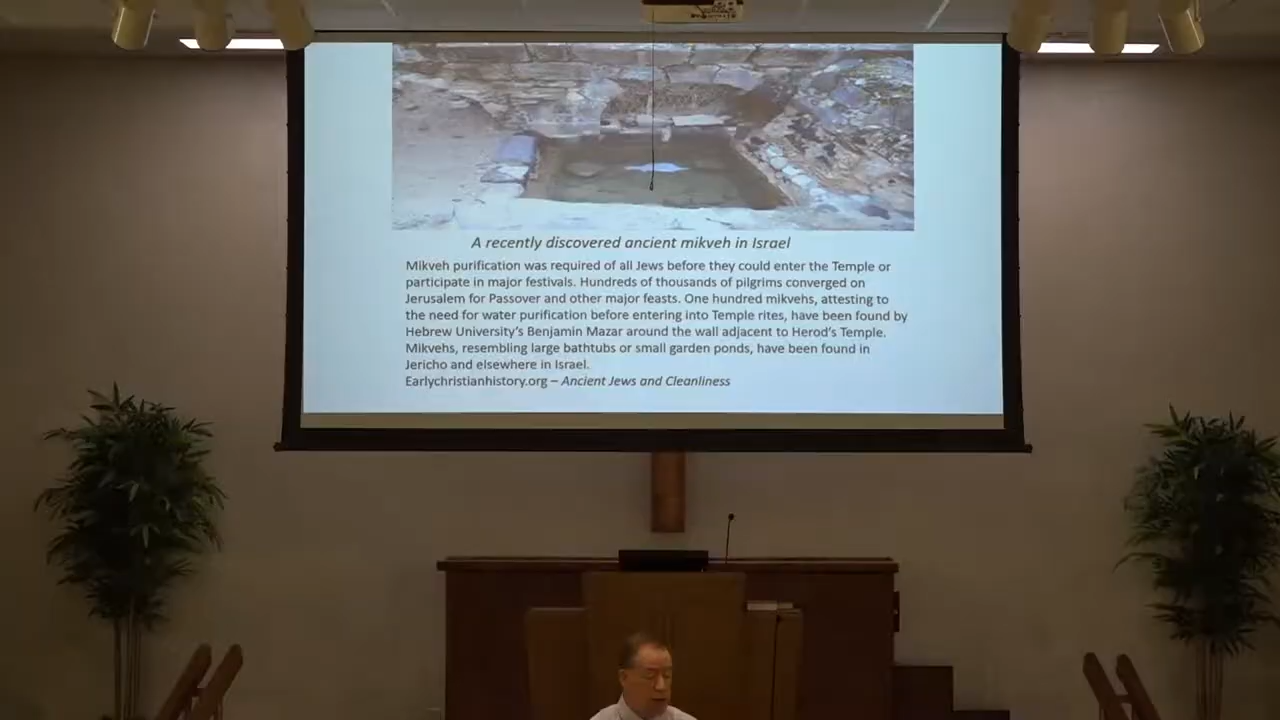 A recently discovered ancient mikveh in Israel
Mikveh purification was required of all Jews before they could enter the Temple or
participate in major festivals. Hundreds of thousands of pilgrims converged on
Jerusalem for Passover and other major feasts. One hundred mikvehs, attesting to
the need for water purification before entering into Temple rites, have been found by
Hebrew University's Benjamin Mazar around the wall adjacent to Herod's Temple.
Mikvehs, resembling large bathtubs or small garden ponds, have been found in
Jericho and elsewhere in Israel.
Earlychristianhistory.org – Ancient Jews and Cleanliness